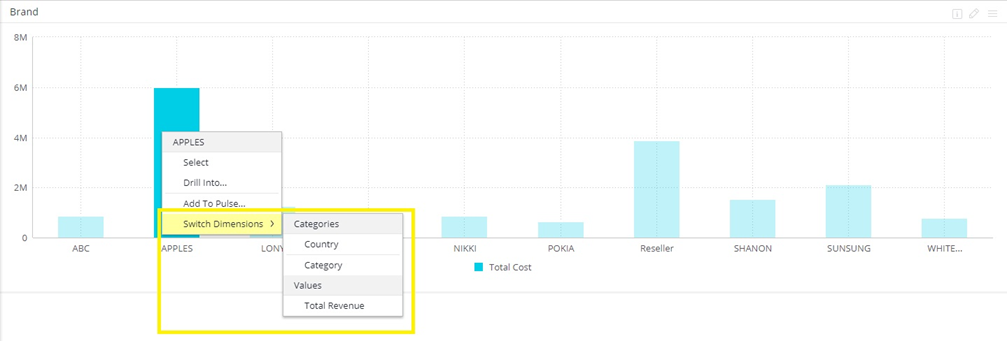 Brand
8M
6M
4M
2M
0
APPLES
Select
Drill Into...
Add To Pulse...
Switch Dimensions
Categories
Country
Category
Values
Total Revenue
ABC
APPLES
LONY
NIKKI
POKIA
Reseller
SHANON
SUNSUNG
WHITE...
Total Cost